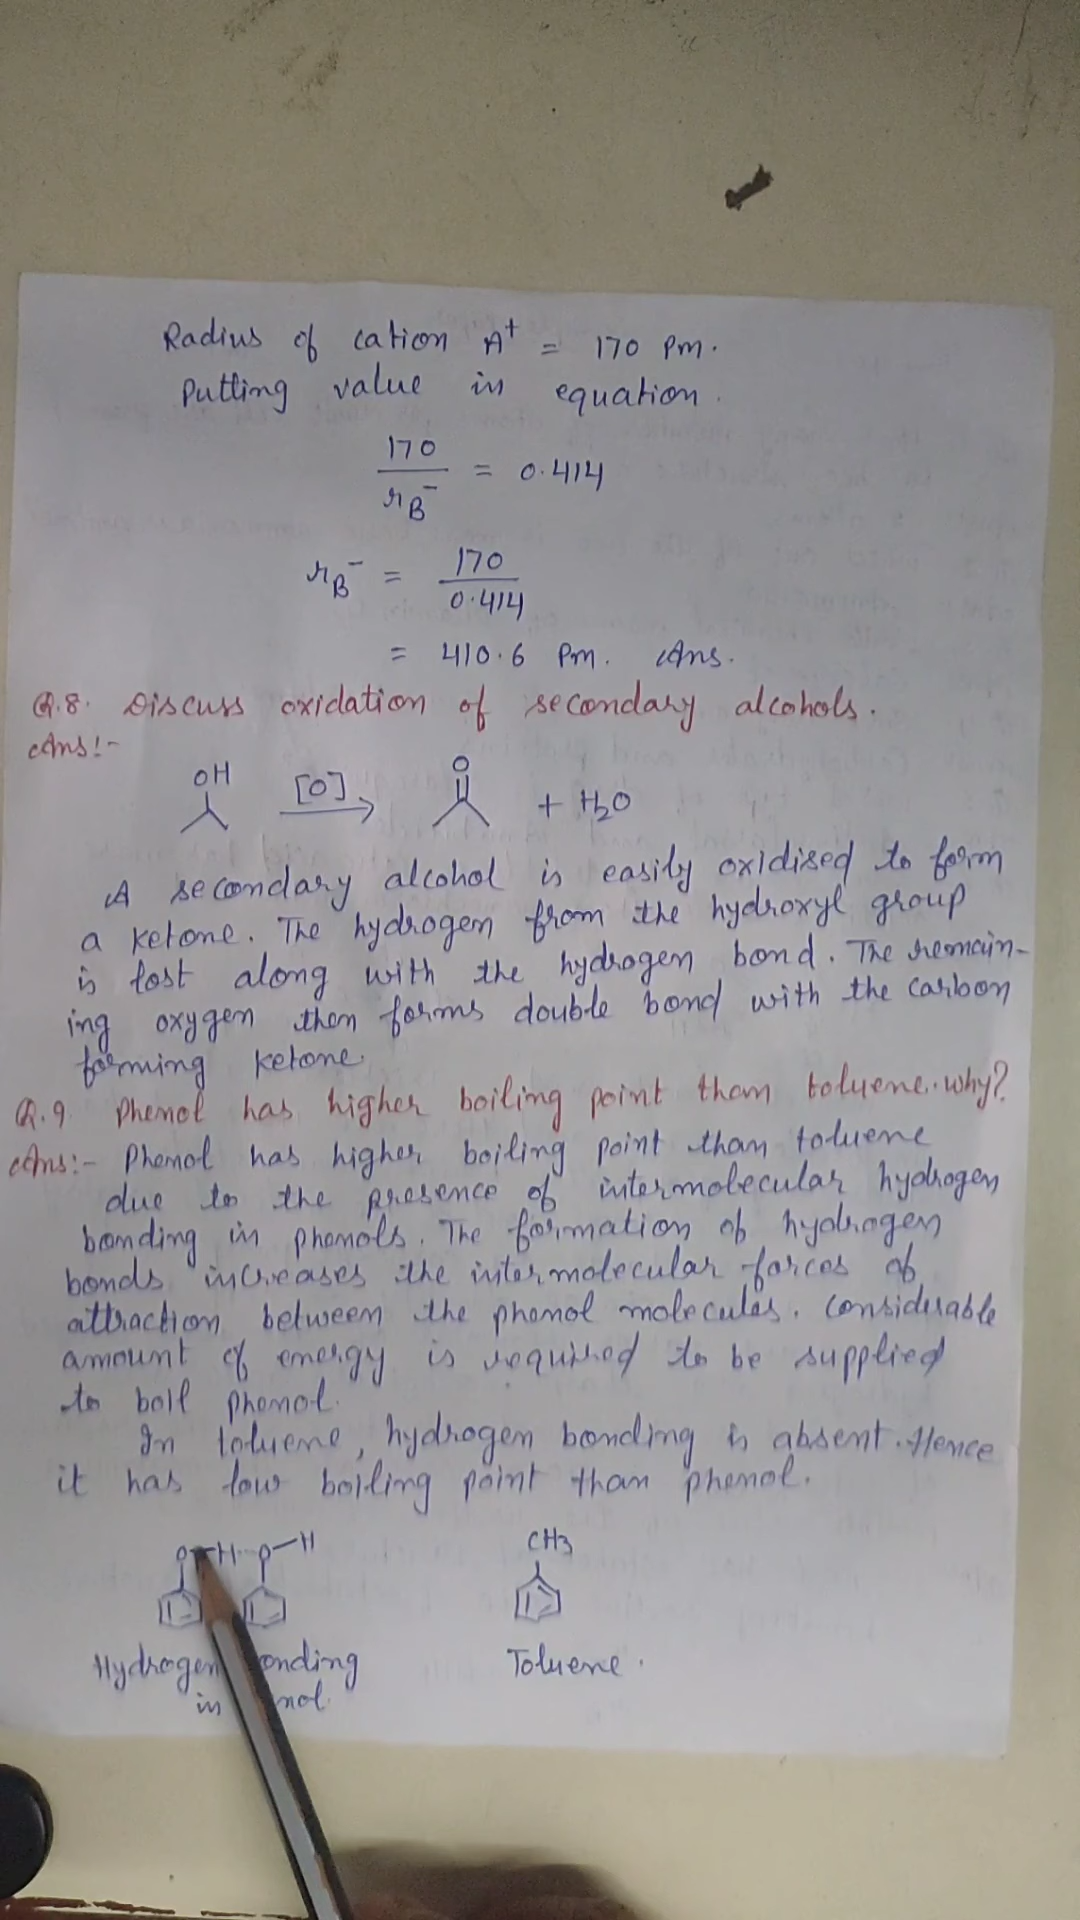 Radius of cation A⁺ = 170 pm.
Putting value in equation.
170
— = 0.414
rB⁻
rB⁻ = 170
0.414
= 410.6 pm. Ans.
Q.8. Discuss oxidation of secondary alcohols.
Ans:-
OH [O] O + H₂O
A secondary alcohol is easily oxidised to form
a ketone. The hydrogen from the hydroxyl group
is lost along with the hydrogen bond. The remain-
ing oxygen then forms double bond with the carbon
forming ketone.
Q.9 Phenol has higher boiling point than toluene. why?
Ans:- Phenol has higher boiling point than toluene
due to the presence of intermolecular hydrogen
bonding in phenols. The formation of hydrogen
bonds increases the intermolecular forces of
attraction between the phenol molecules. Considerable
amount of energy is required to be supplied
to boil phenol.
In toluene, hydrogen bonding is absent. Hence
it has low boiling point than phenol.
O-H...O-H CH3
Hydrogen onding Toluene.
in nol.